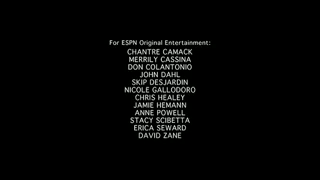 For ESPN Original Entertainment:
CHANTRE CAMACK
MERRILY CASSINA
DON COLANTONIO
JOHN DAHL
SKIP DESJARDIN
NICOLE GALLODORO
CHRIS HEALEY
JAMIE HEMANN
ANNE POWELL
STACY SCIBETTA
ERICA SEWARD
DAVID ZANE